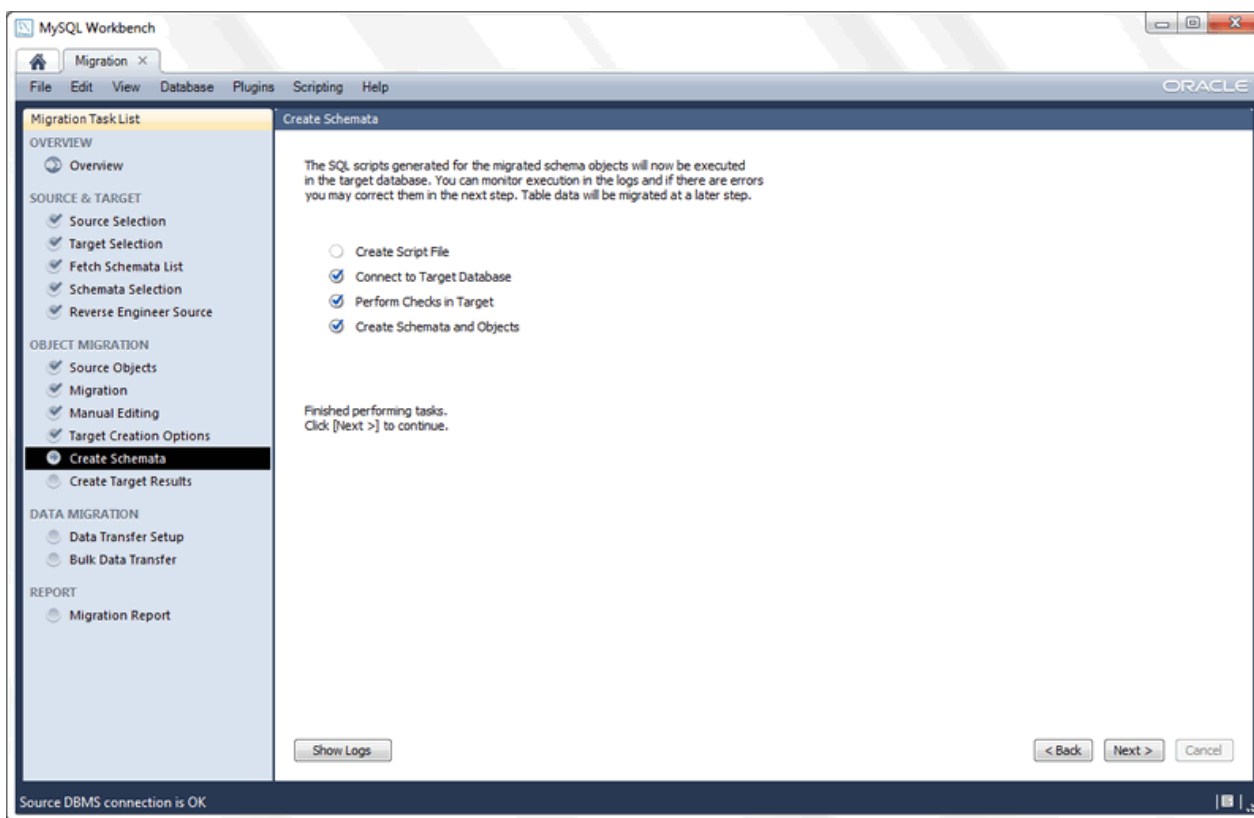 MySQL Workbench
Migration
File Edit View Database Plugins Scripting Help
ORACLE
Migration Task List
OVERVIEW
Overview
SOURCE & TARGET
Source Selection
Target Selection
Fetch Schemata List
Schemata Selection
Reverse Engineer Source
OBJECT MIGRATION
Source Objects
Migration
Manual Editing
Target Creation Options
Create Schemata
Create Target Results
DATA MIGRATION
Data Transfer Setup
Bulk Data Transfer
REPORT
Migration Report
Create Schemata
The SQL scripts generated for the migrated schema objects will now be executed
in the target database. You can monitor execution in the logs and if there are errors
you may correct them in the next step. Table data will be migrated at a later step.
Create Script File
Connect to Target Database
Perform Checks in Target
Create Schemata and Objects
Finished performing tasks.
Click [Next >] to continue.
Show Logs
< Back Next > Cancel
Source DBMS connection is OK